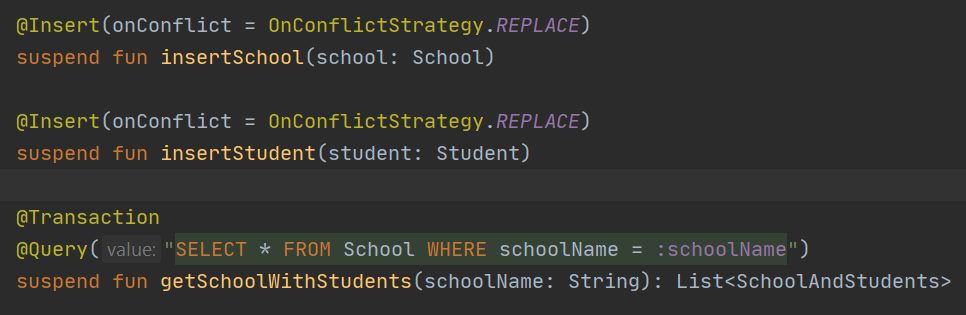 @Insert(onConflict = OnConflictStrategy.REPLACE)
suspend fun insertSchool(school: School)
@Insert(onConflict = OnConflictStrategy.REPLACE)
suspend fun insertStudent(student: Student)
@Transaction
@Query( value: "SELECT * FROM School WHERE schoolName = :schoolName")
suspend fun getSchoolWithStudents(schoolName: String): List<SchoolAndStudents>